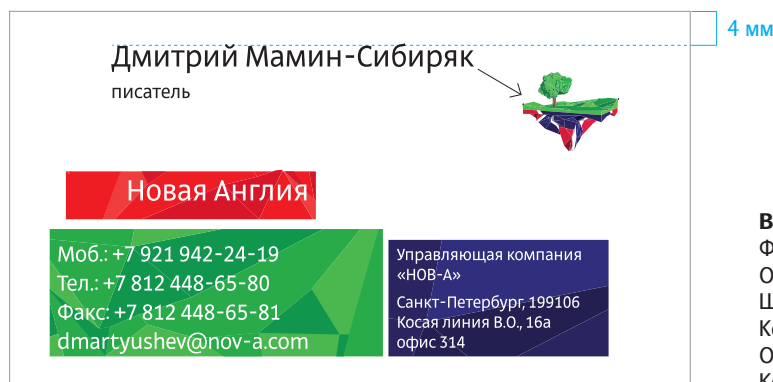 4 мм
Дмитрий Мамин-Сибиряк
писатель
Новая Англия
Моб.: +7 921 942-24-19
Тел.: +7 812 448-65-80
Факс: +7 812 448-65-81
dmartyushev@nov-a.com
Управляющая компания
«НОВ-А»
Санкт-Петербург, 199106
Косая линия В.О., 16а
офис 314